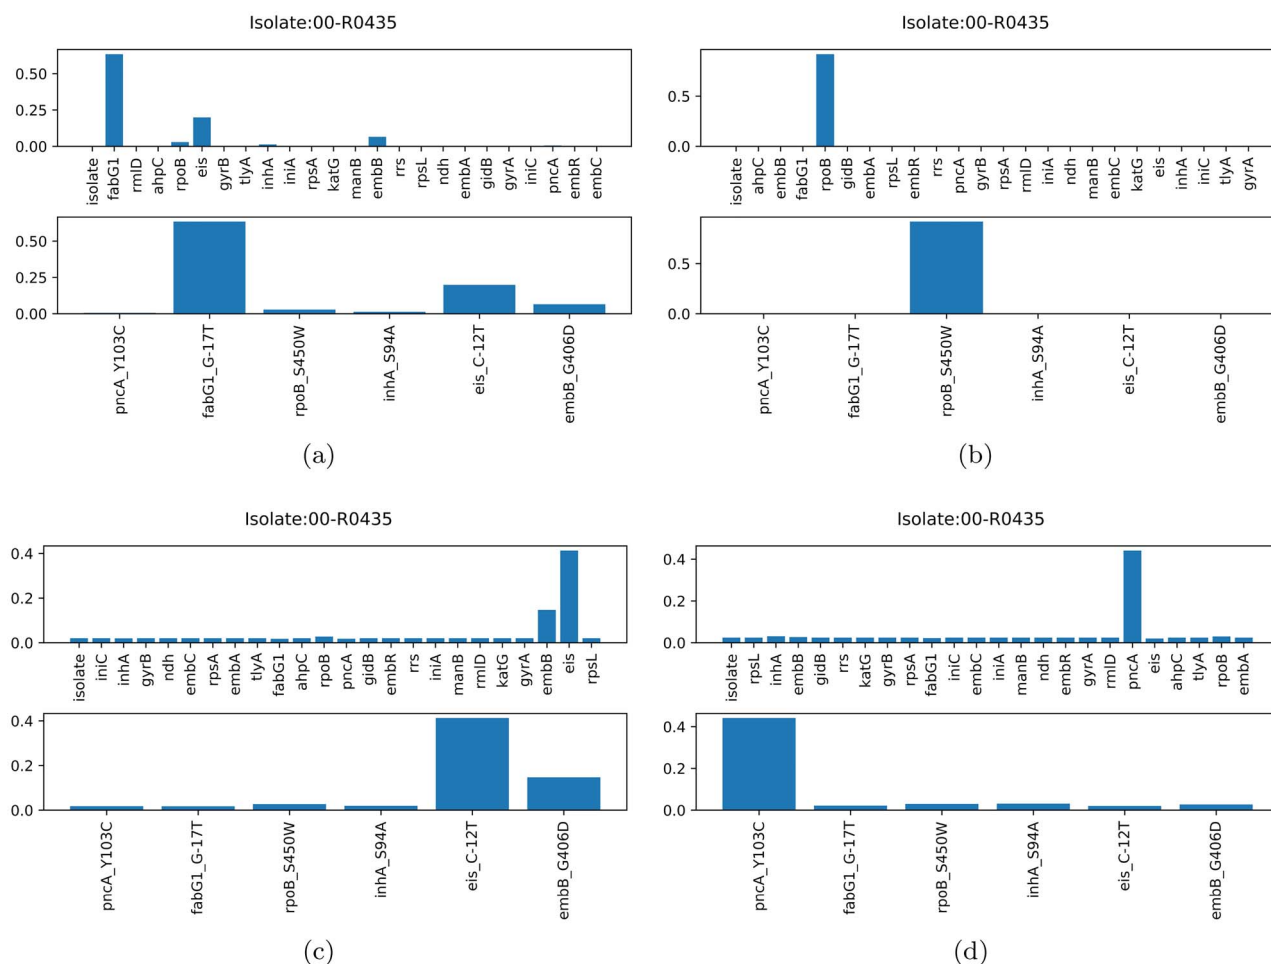 Isolate:00-R0435
0.50
0.25
0.00
isolate fabG1 rmlD ahpC rpoB eis gyrB tlyA inhA iniA rpsA katG manB embB rrs rpsL ndh embA gidB gyrA iniC pncA embR embC
0.50
0.25
0.00
pncA_Y103C fabG1_G-17T rpoB_S450W inhA_S94A eis_C-12T embB_G406D
(a)
Isolate:00-R0435
0.5
0.0
isolate ahpC embB fabG1 rpoB gidB embA rpsL embR rrs pncA gyrB rpsA rmlD iniA ndh manB embC katG eis inhA iniC tlyA gyrA
0.5
0.0
pncA_Y103C fabG1_G-17T rpoB_S450W inhA_S94A eis_C-12T embB_G406D
(b)
Isolate:00-R0435
0.4
0.2
0.0
isolate iniC inhA gyrB ndh embC rpsA embA tlyA fabG1 ahpC rpoB pncA gidB embR rrs iniA manB rmlD katG gyrA embB eis rpsL
0.4
0.2
0.0
pncA_Y103C fabG1_G-17T rpoB_S450W inhA_S94A eis_C-12T embB_G406D
(c)
Isolate:00-R0435
0.4
0.2
0.0
isolate rpsL inhA embB gidB rrs katG gyrB rpsA fabG1 iniC embC iniA manB ndh embR gyrA rmlD pncA eis ahpC tlyA rpoB embA
0.4
0.2
0.0
pncA_Y103C fabG1_G-17T rpoB_S450W inhA_S94A eis_C-12T embB_G406D
(d)